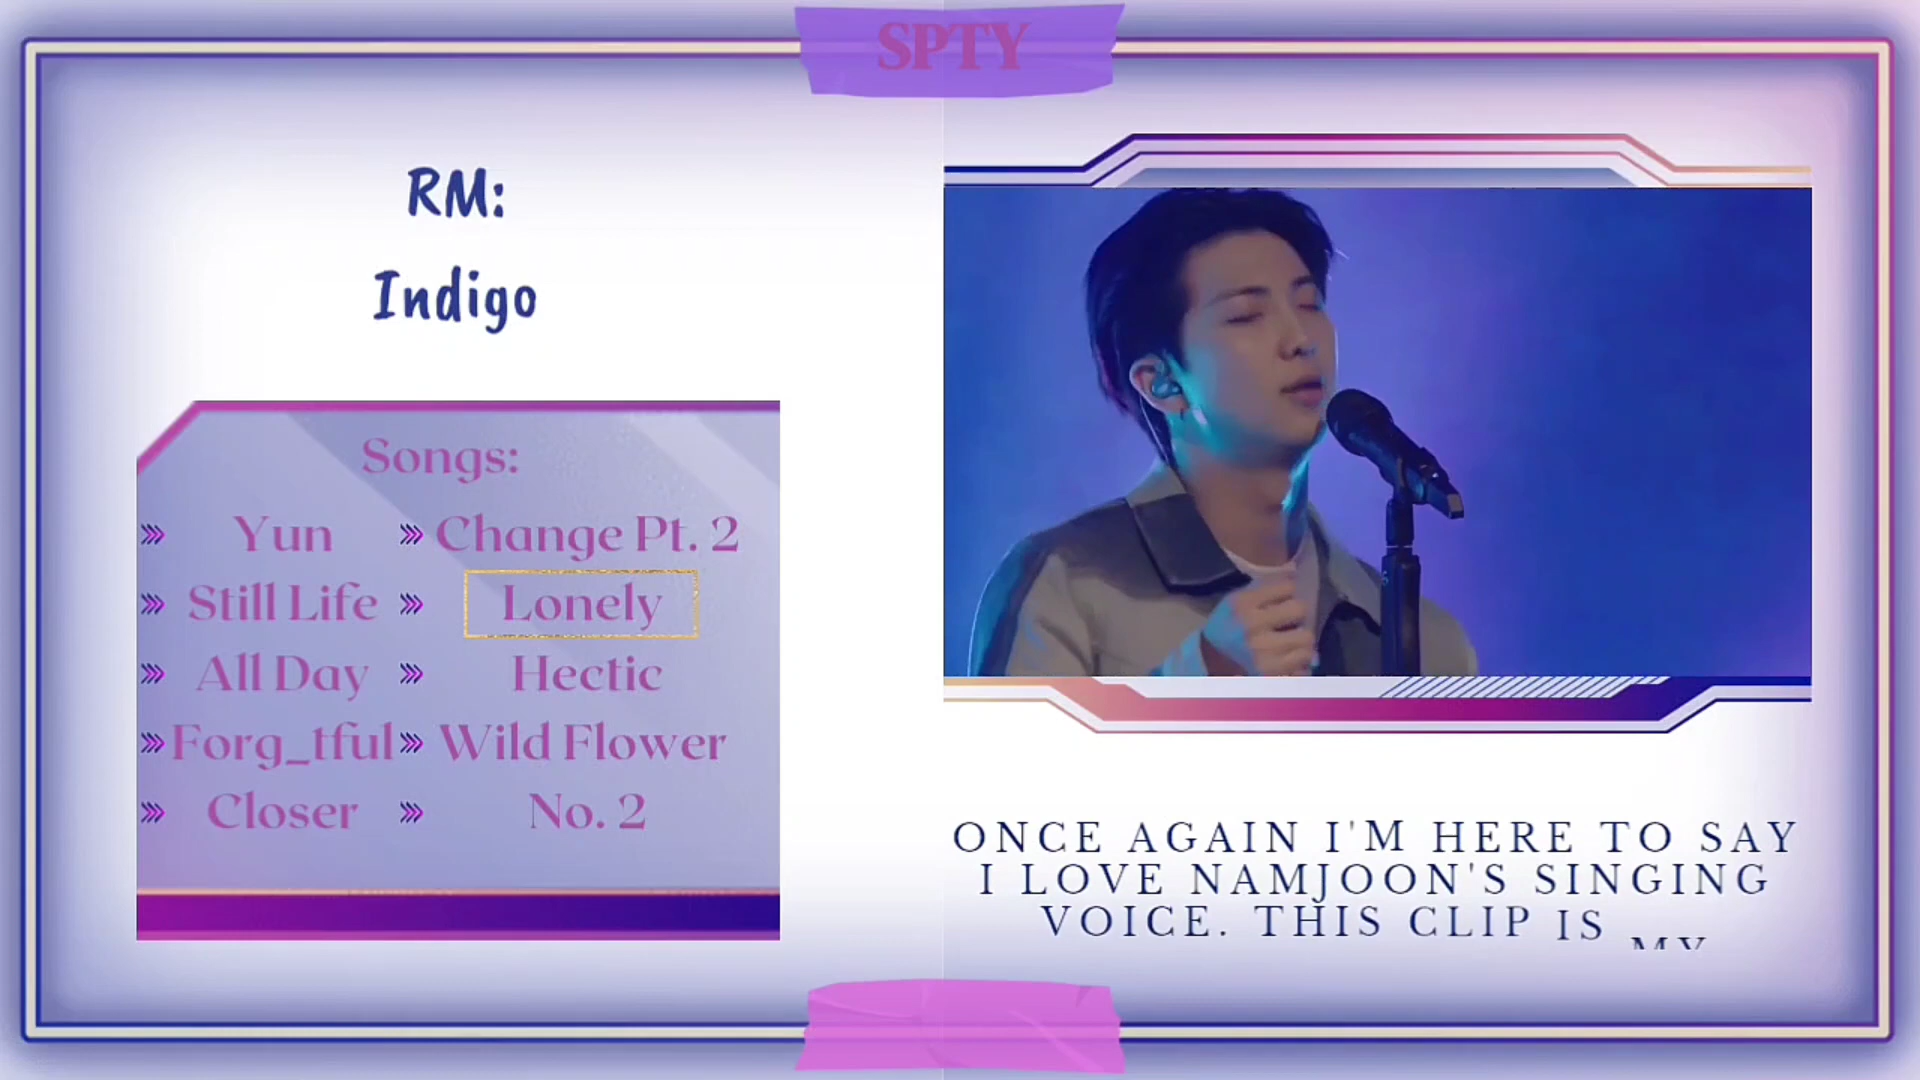 SPTY
RM:
Indigo
Songs:
Yun
Still Life
All Day
Forg_tful
Closer
Change Pt. 2
Lonely
Hectic
Wild Flower
No. 2
ONCE AGAIN I'M HERE TO SAY
I LOVE NAMJOON'S SINGING
VOICE. THIS CLIP IS MY